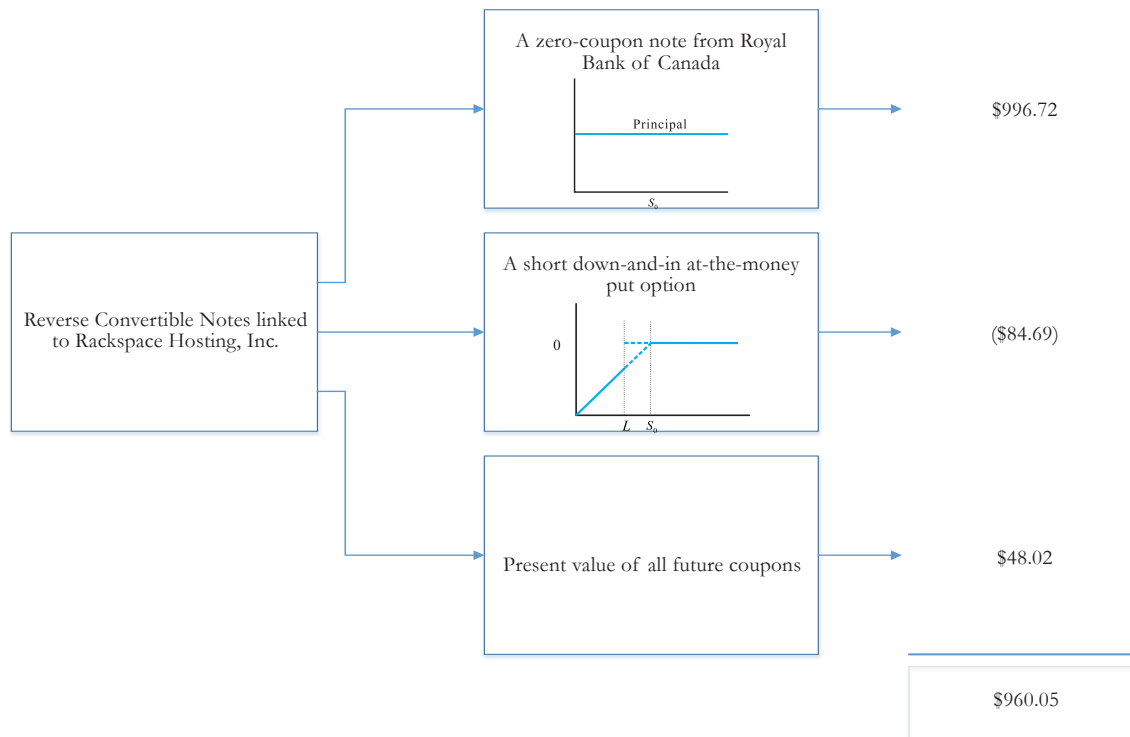 A zero-coupon note from Royal
Bank of Canada
Principal
S₀
$996.72
Reverse Convertible Notes linked
to Rackspace Hosting, Inc.
A short down-and-in at-the-money
put option
0
L S₀
($84.69)
Present value of all future coupons
$48.02
$960.05